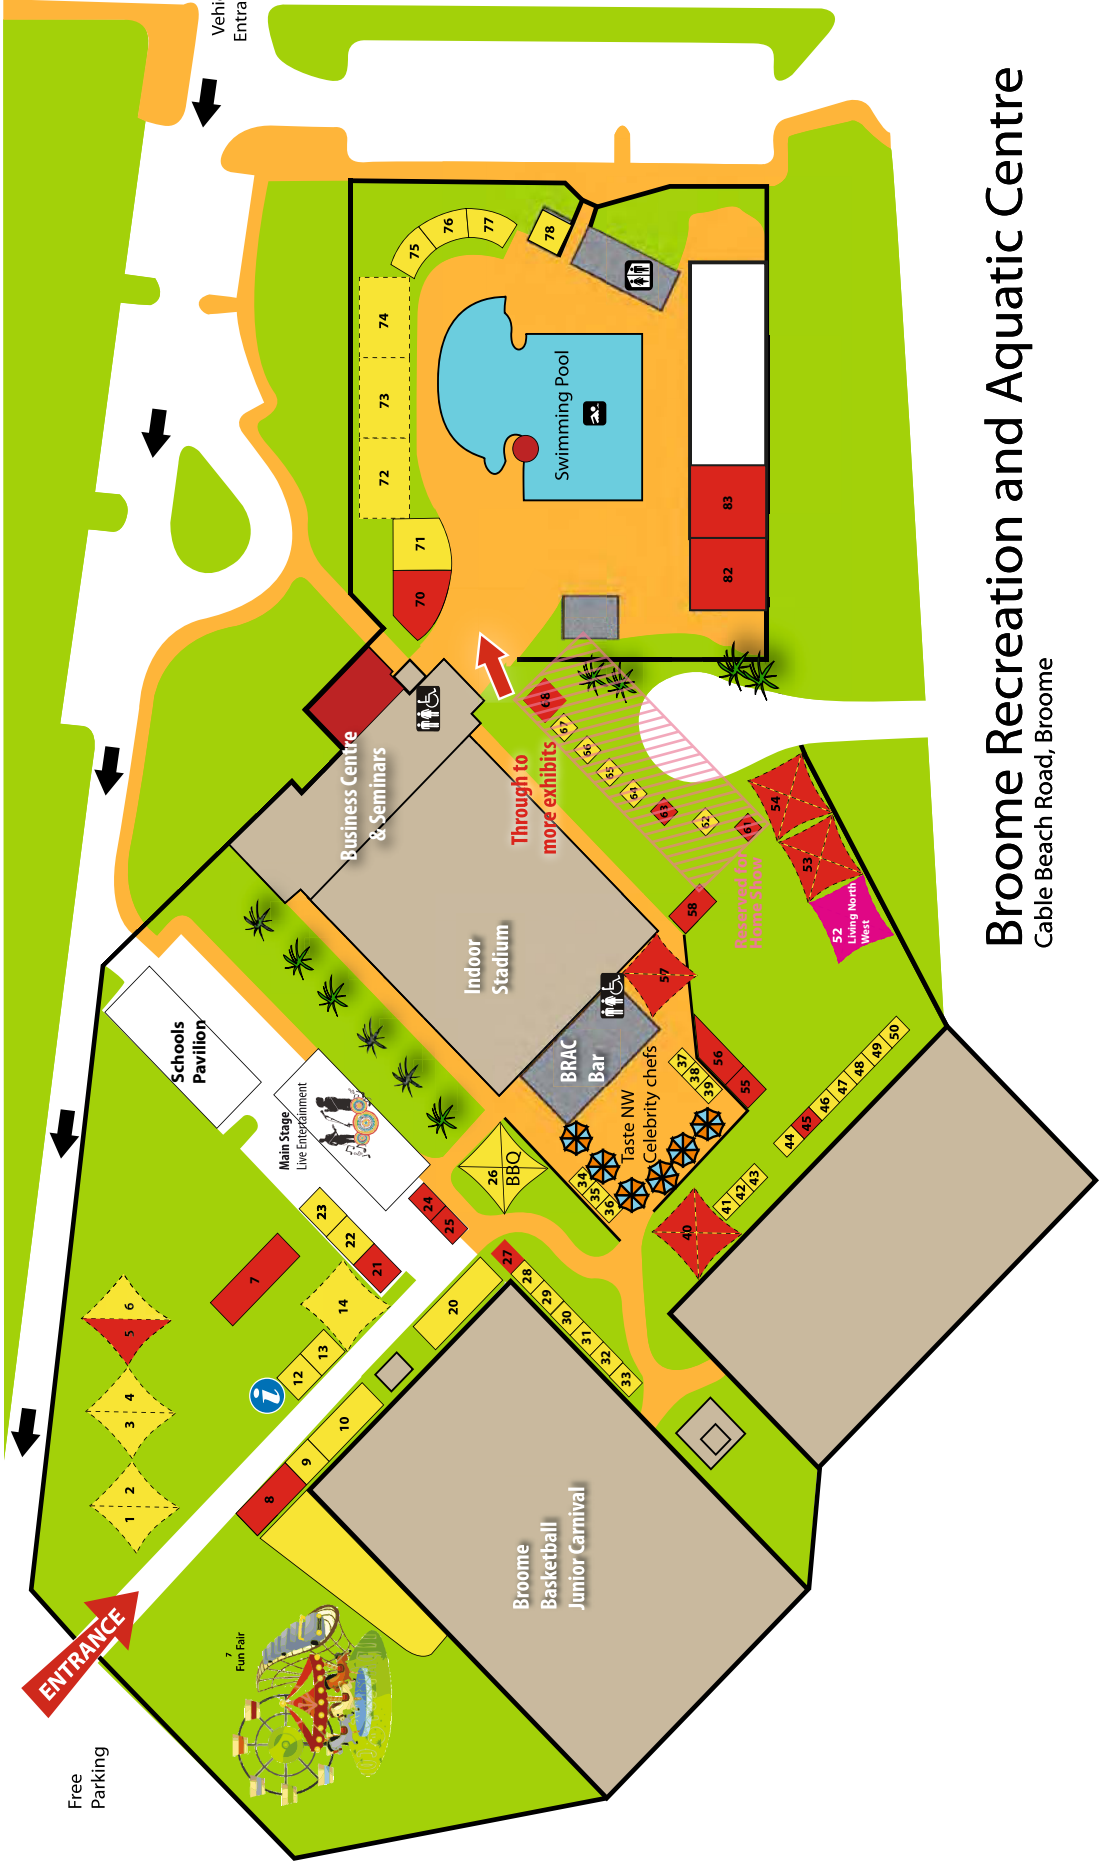 Broome Recreation and Aquatic Centre
Cable Beach Road, Broome
Free
Parking
ENTRANCE
7
Fun Fair
Broome
Basketball
Junior Carnival
1
2
3
4
5
6
7
8
9
10
12
13
14
20
21
22
23
24
25
26
BBQ
27
28
29
30
31
32
33
34
35
36
37
38
39
40
41
42
43
44
45
46
47
48
49
50
52
Living North
West
53
54
55
56
57
58
61
62
63
64
65
66
67
68
70
71
72
73
74
75
76
77
78
82
83
i
Main Stage
Live Entertainment
Schools
Pavilion
Taste NW
Celebrity chefs
BRAC
Bar
Indoor
Stadium
Business Centre
& Seminars
Through to
more exhibits
Reserved for
Home Show
Swimming Pool
Vehi
Entra